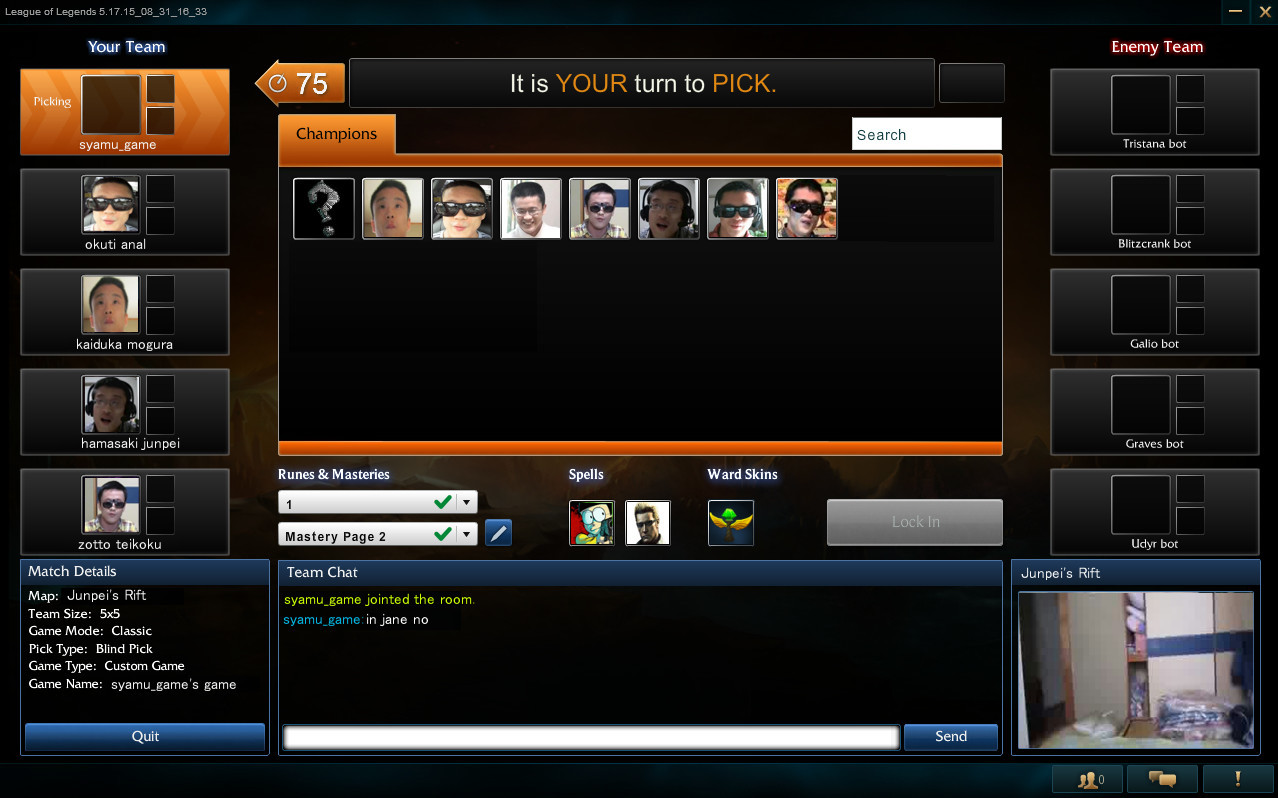 League of Legends 5.17.15_08_31_16_33
Your Team
Enemy Team
75
It is YOUR turn to PICK.
Picking
syamu_game
okuti anal
kaiduka mogura
hamasaki junpei
zotto teikoku
Champions
Search
Tristana bot
Blitzcrank bot
Galio bot
Graves bot
Udyr bot
Runes & Masteries
1
Mastery Page 2
Spells
Ward Skins
Lock In
Match Details
Map: Junpei's Rift
Team Size: 5x5
Game Mode: Classic
Pick Type: Blind Pick
Game Type: Custom Game
Game Name: syamu_game's game
Quit
Team Chat
syamu_game jointed the room.
syamu_game:in jane no
Send
Junpei's Rift
0